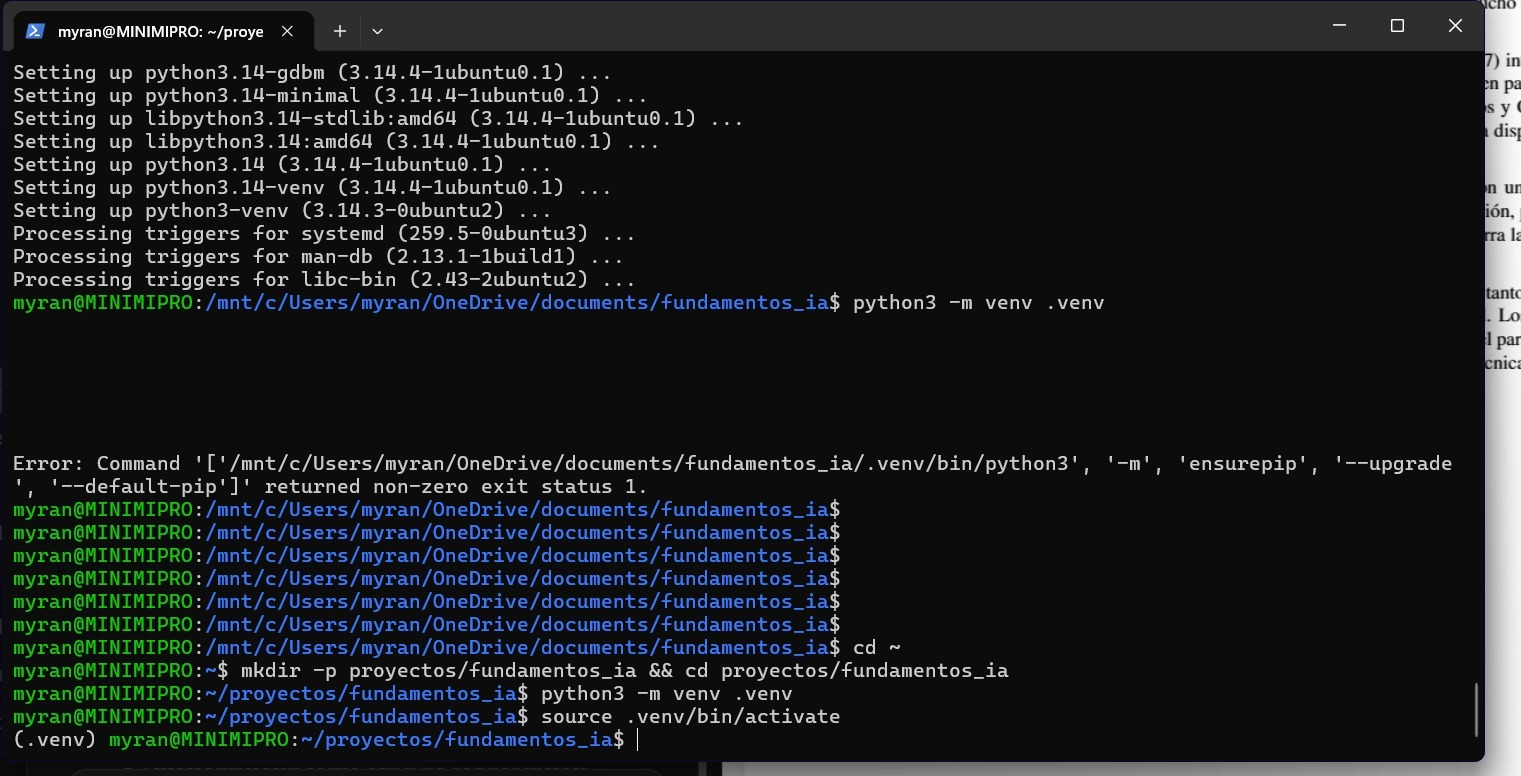 myran@MINIMIPRO: ~/proye
Setting up python3.14-gdbm (3.14.4-1ubuntu0.1) ...
Setting up python3.14-minimal (3.14.4-1ubuntu0.1) ...
Setting up libpython3.14-stdlib:amd64 (3.14.4-1ubuntu0.1) ...
Setting up libpython3.14:amd64 (3.14.4-1ubuntu0.1) ...
Setting up python3.14 (3.14.4-1ubuntu0.1) ...
Setting up python3.14-venv (3.14.4-1ubuntu0.1) ...
Setting up python3-venv (3.14.3-0ubuntu2) ...
Processing triggers for systemd (259.5-0ubuntu3) ...
Processing triggers for man-db (2.13.1-1build1) ...
Processing triggers for libc-bin (2.43-2ubuntu2) ...
myran@MINIMIPRO:/mnt/c/Users/myran/OneDrive/documents/fundamentos_ia$ python3 -m venv .venv
Error: Command '['/mnt/c/Users/myran/OneDrive/documents/fundamentos_ia/.venv/bin/python3', '-m', 'ensurepip', '--upgrade
', '--default-pip']' returned non-zero exit status 1.
myran@MINIMIPRO:/mnt/c/Users/myran/OneDrive/documents/fundamentos_ia$
myran@MINIMIPRO:/mnt/c/Users/myran/OneDrive/documents/fundamentos_ia$
myran@MINIMIPRO:/mnt/c/Users/myran/OneDrive/documents/fundamentos_ia$
myran@MINIMIPRO:/mnt/c/Users/myran/OneDrive/documents/fundamentos_ia$
myran@MINIMIPRO:/mnt/c/Users/myran/OneDrive/documents/fundamentos_ia$
myran@MINIMIPRO:/mnt/c/Users/myran/OneDrive/documents/fundamentos_ia$
myran@MINIMIPRO:/mnt/c/Users/myran/OneDrive/documents/fundamentos_ia$ cd ~
myran@MINIMIPRO:~$ mkdir -p proyectos/fundamentos_ia && cd proyectos/fundamentos_ia
myran@MINIMIPRO:~/proyectos/fundamentos_ia$ python3 -m venv .venv
myran@MINIMIPRO:~/proyectos/fundamentos_ia$ source .venv/bin/activate
(.venv) myran@MINIMIPRO:~/proyectos/fundamentos_ia$